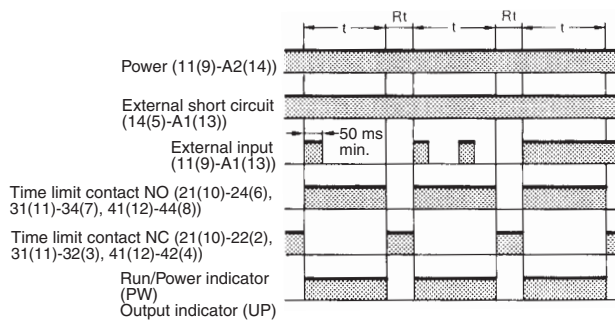 Rt Rt
t t t
Power (11(9)-A2(14))
External short circuit
(14(5)-A1(13))
External input
(11(9)-A1(13))
50 ms
min.
Time limit contact NO (21(10)-24(6),
31(11)-34(7), 41(12)-44(8))
Time limit contact NC (21(10)-22(2),
31(11)-32(3), 41(12)-42(4))
Run/Power indicator
(PW)
Output indicator (UP)